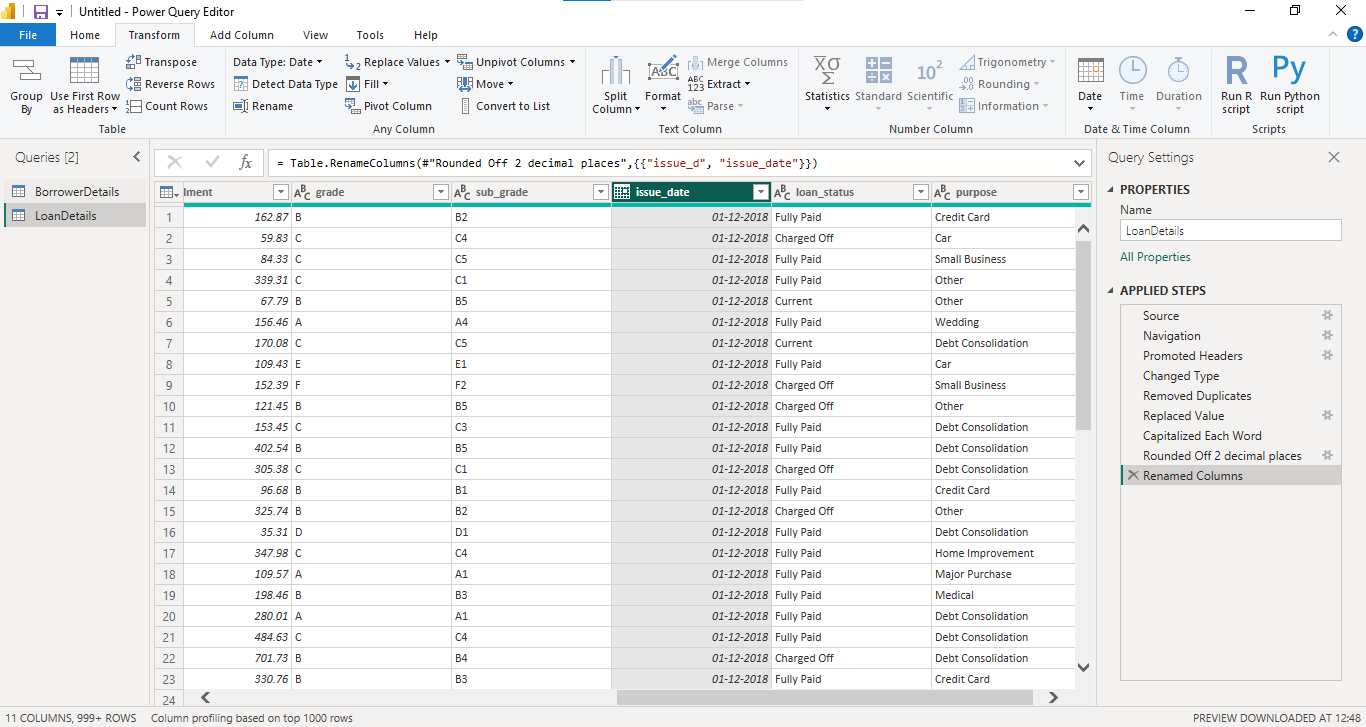 Untitled - Power Query Editor
File Home Transform Add Column View Tools Help
Group By
Use First Row as Headers
Transpose
Reverse Rows
Count Rows
Table
Data Type: Date
Detect Data Type
Rename
Replace Values
Fill
Pivot Column
Unpivot Columns
Move
Convert to List
Any Column
Split Column
Format
Merge Columns
Extract
Parse
Text Column
Statistics
Standard
Scientific
Trigonometry
Rounding
Information
Number Column
Date
Time
Duration
Date & Time Column
Run R script
Run Python script
Scripts
Queries [2]
BorrowerDetails
LoanDetails
= Table.RenameColumns(#"Rounded Off 2 decimal places",{{"issue_d", "issue_date"}})
lment grade sub_grade issue_date loan_status purpose
1 162.87 B B2 01-12-2018 Fully Paid Credit Card
2 59.83 C C4 01-12-2018 Charged Off Car
3 84.33 C C5 01-12-2018 Fully Paid Small Business
4 339.31 C C1 01-12-2018 Fully Paid Other
5 67.79 B B5 01-12-2018 Current Other
6 156.46 A A4 01-12-2018 Fully Paid Wedding
7 170.08 C C5 01-12-2018 Current Debt Consolidation
8 109.43 E E1 01-12-2018 Fully Paid Car
9 152.39 F F2 01-12-2018 Charged Off Small Business
10 121.45 B B5 01-12-2018 Charged Off Other
11 153.45 C C3 01-12-2018 Fully Paid Debt Consolidation
12 402.54 B B5 01-12-2018 Fully Paid Debt Consolidation
13 305.38 C C1 01-12-2018 Charged Off Debt Consolidation
14 96.68 B B1 01-12-2018 Fully Paid Credit Card
15 325.74 B B2 01-12-2018 Charged Off Other
16 35.31 D D1 01-12-2018 Fully Paid Debt Consolidation
17 347.98 C C4 01-12-2018 Fully Paid Home Improvement
18 109.57 A A1 01-12-2018 Fully Paid Major Purchase
19 198.46 B B3 01-12-2018 Fully Paid Medical
20 280.01 A A1 01-12-2018 Fully Paid Debt Consolidation
21 484.63 C C4 01-12-2018 Fully Paid Debt Consolidation
22 701.73 B B4 01-12-2018 Charged Off Debt Consolidation
23 330.76 B B3 01-12-2018 Fully Paid Credit Card
24
Query Settings
PROPERTIES
Name
LoanDetails
All Properties
APPLIED STEPS
Source
Navigation
Promoted Headers
Changed Type
Removed Duplicates
Replaced Value
Capitalized Each Word
Rounded Off 2 decimal places
Renamed Columns
11 COLUMNS, 999+ ROWS Column profiling based on top 1000 rows PREVIEW DOWNLOADED AT 12:48